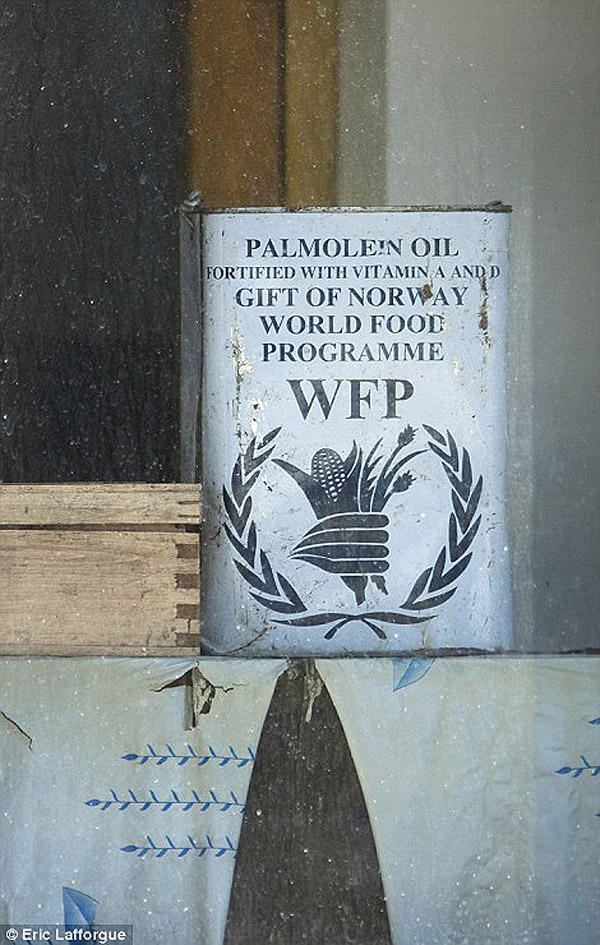 PALMOLEIN OIL
FORTIFIED WITH VITAMIN A AND D
GIFT OF NORWAY
WORLD FOOD
PROGRAMME
WFP
© Eric Lafforgue